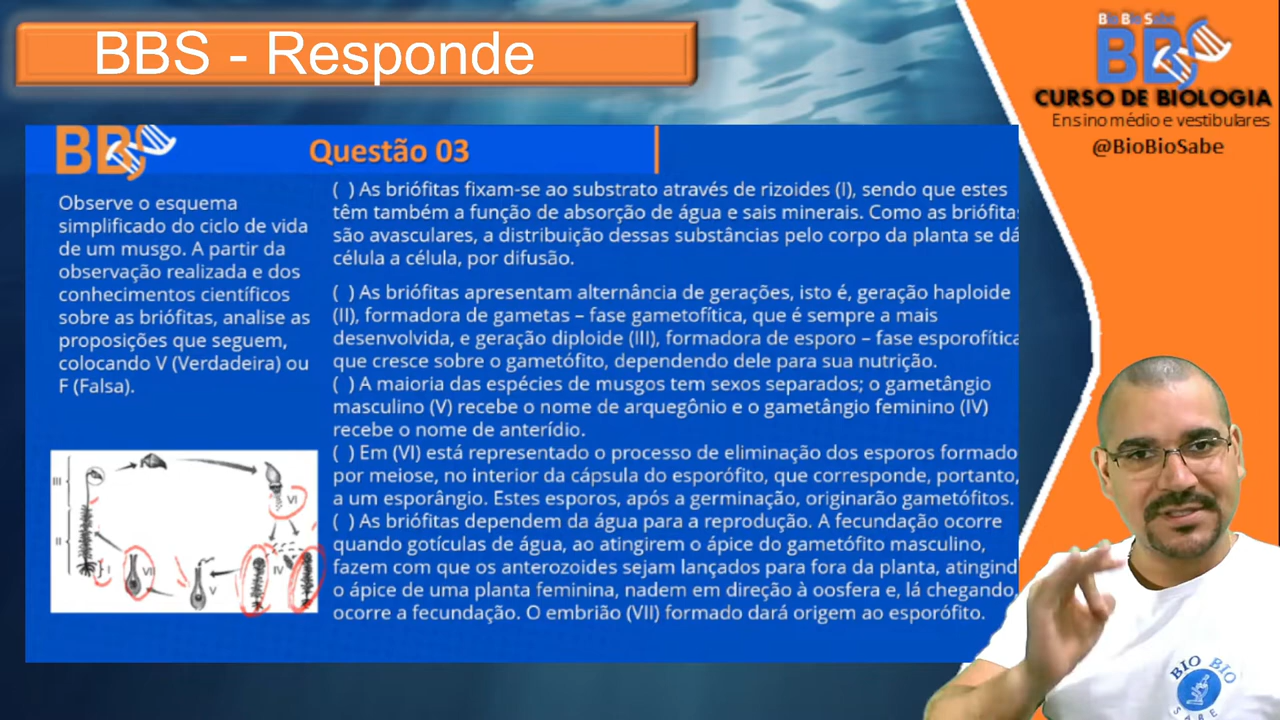 BBS - Responde
Bio Bio Sabe
BBS
CURSO DE BIOLOGIA
Ensino médio e vestibulares
@BioBioSabe
BBS
Questão 03
Observe o esquema
simplificado do ciclo de vida
de um musgo. A partir da
observação realizada e dos
conhecimentos científicos
sobre as briófitas, analise as
proposições que seguem,
colocando V (Verdadeira) ou
F (Falsa).
( ) As briófitas fixam-se ao substrato através de rizoides (I), sendo que estes
têm também a função de absorção de água e sais minerais. Como as briófitas
são avasculares, a distribuição dessas substâncias pelo corpo da planta se dá
célula a célula, por difusão.
( ) As briófitas apresentam alternância de gerações, isto é, geração haploide
(II), formadora de gametas – fase gametofítica, que é sempre a mais
desenvolvida, e geração diploide (III), formadora de esporo – fase esporofítica
que cresce sobre o gametófito, dependendo dele para sua nutrição.
( ) A maioria das espécies de musgos tem sexos separados; o gametângio
masculino (V) recebe o nome de arquegônio e o gametângio feminino (IV)
recebe o nome de anterídio.
( ) Em (VI) está representado o processo de eliminação dos esporos formado
por meiose, no interior da cápsula do esporófito, que corresponde, portanto,
a um esporângio. Estes esporos, após a germinação, originarão gametófitos.
( ) As briófitas dependem da água para a reprodução. A fecundação ocorre
quando gotículas de água, ao atingirem o ápice do gametófito masculino,
fazem com que os anterozoides sejam lançados para fora da planta, atingind
o ápice de uma planta feminina, nadem em direção à oosfera e, lá chegando,
ocorre a fecundação. O embrião (VII) formado dará origem ao esporófito.
III
VI
II
I
VII
V
IV
BIO BIO
SABE